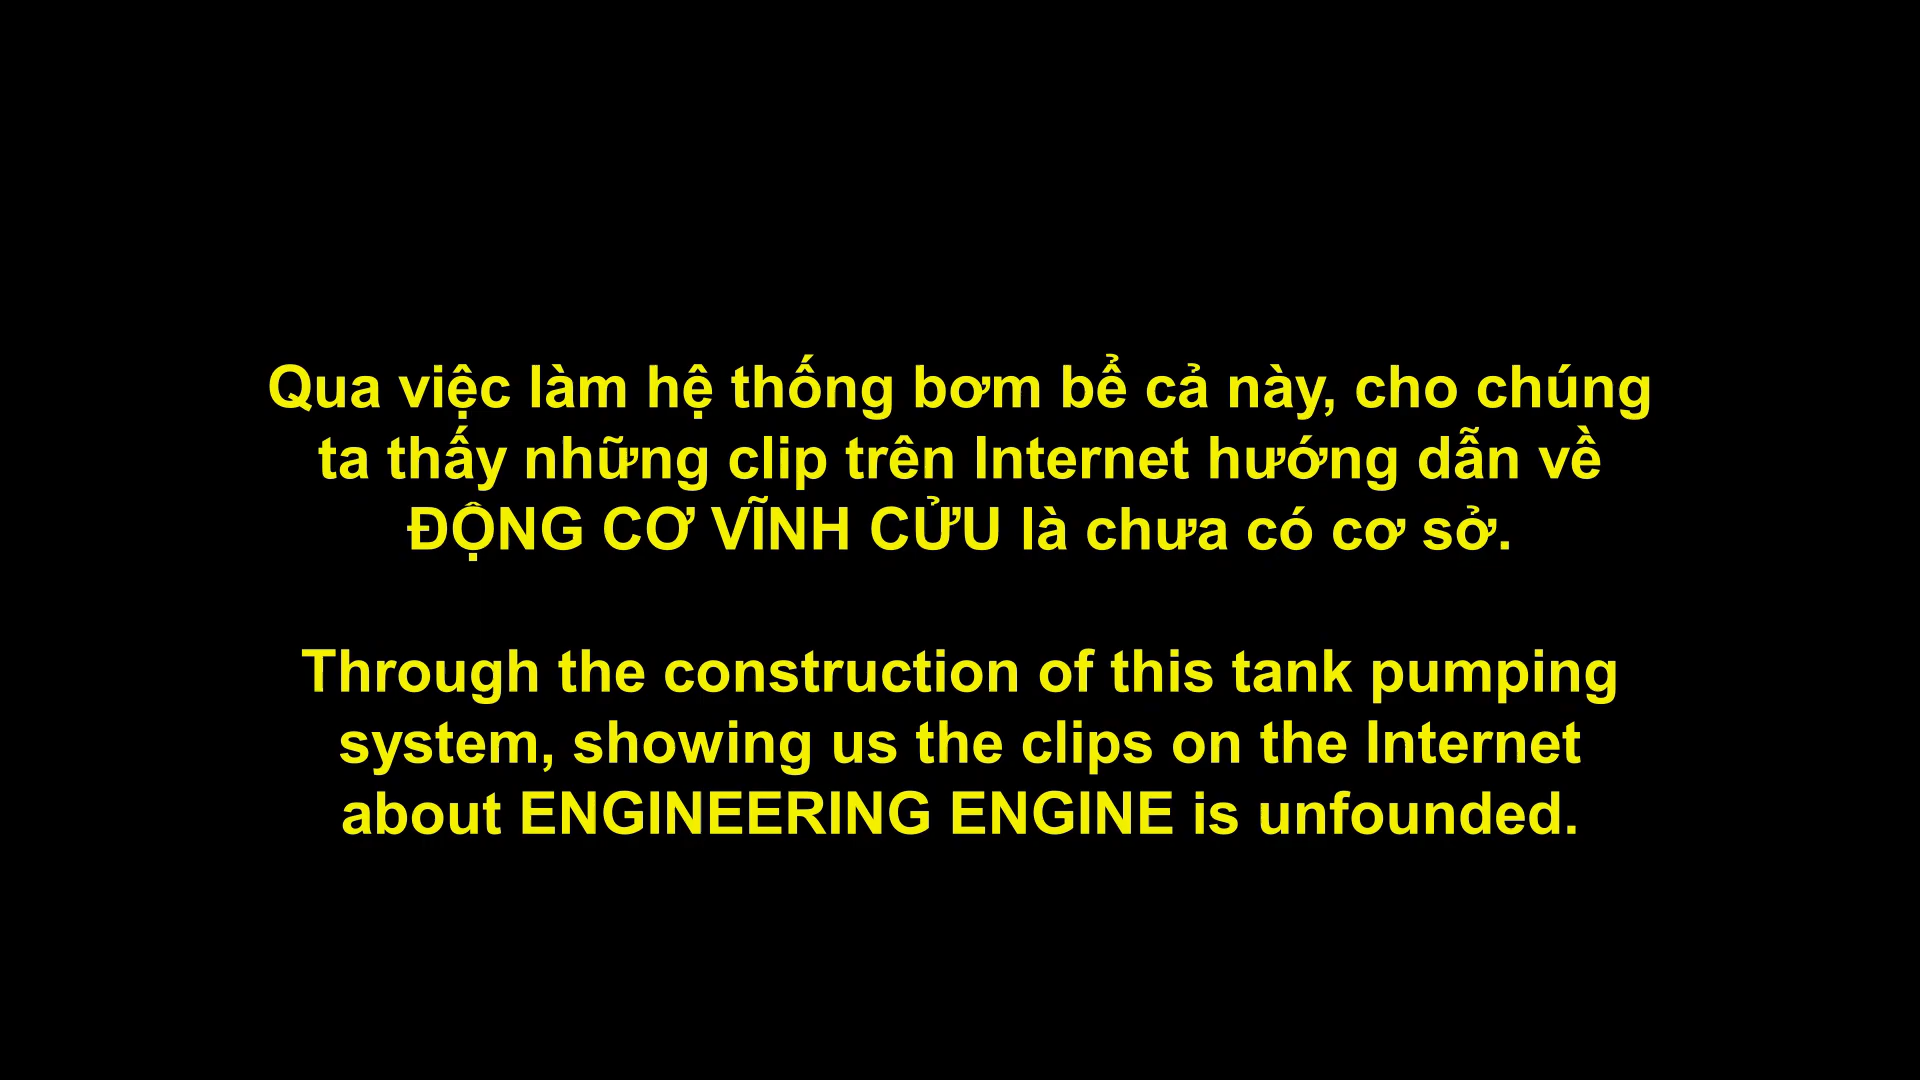 Qua việc làm hệ thống bơm bể cả này, cho chúng
ta thấy những clip trên Internet hướng dẫn về
ĐỘNG CƠ VĨNH CỬU là chưa có cơ sở.
Through the construction of this tank pumping
system, showing us the clips on the Internet
about ENGINEERING ENGINE is unfounded.